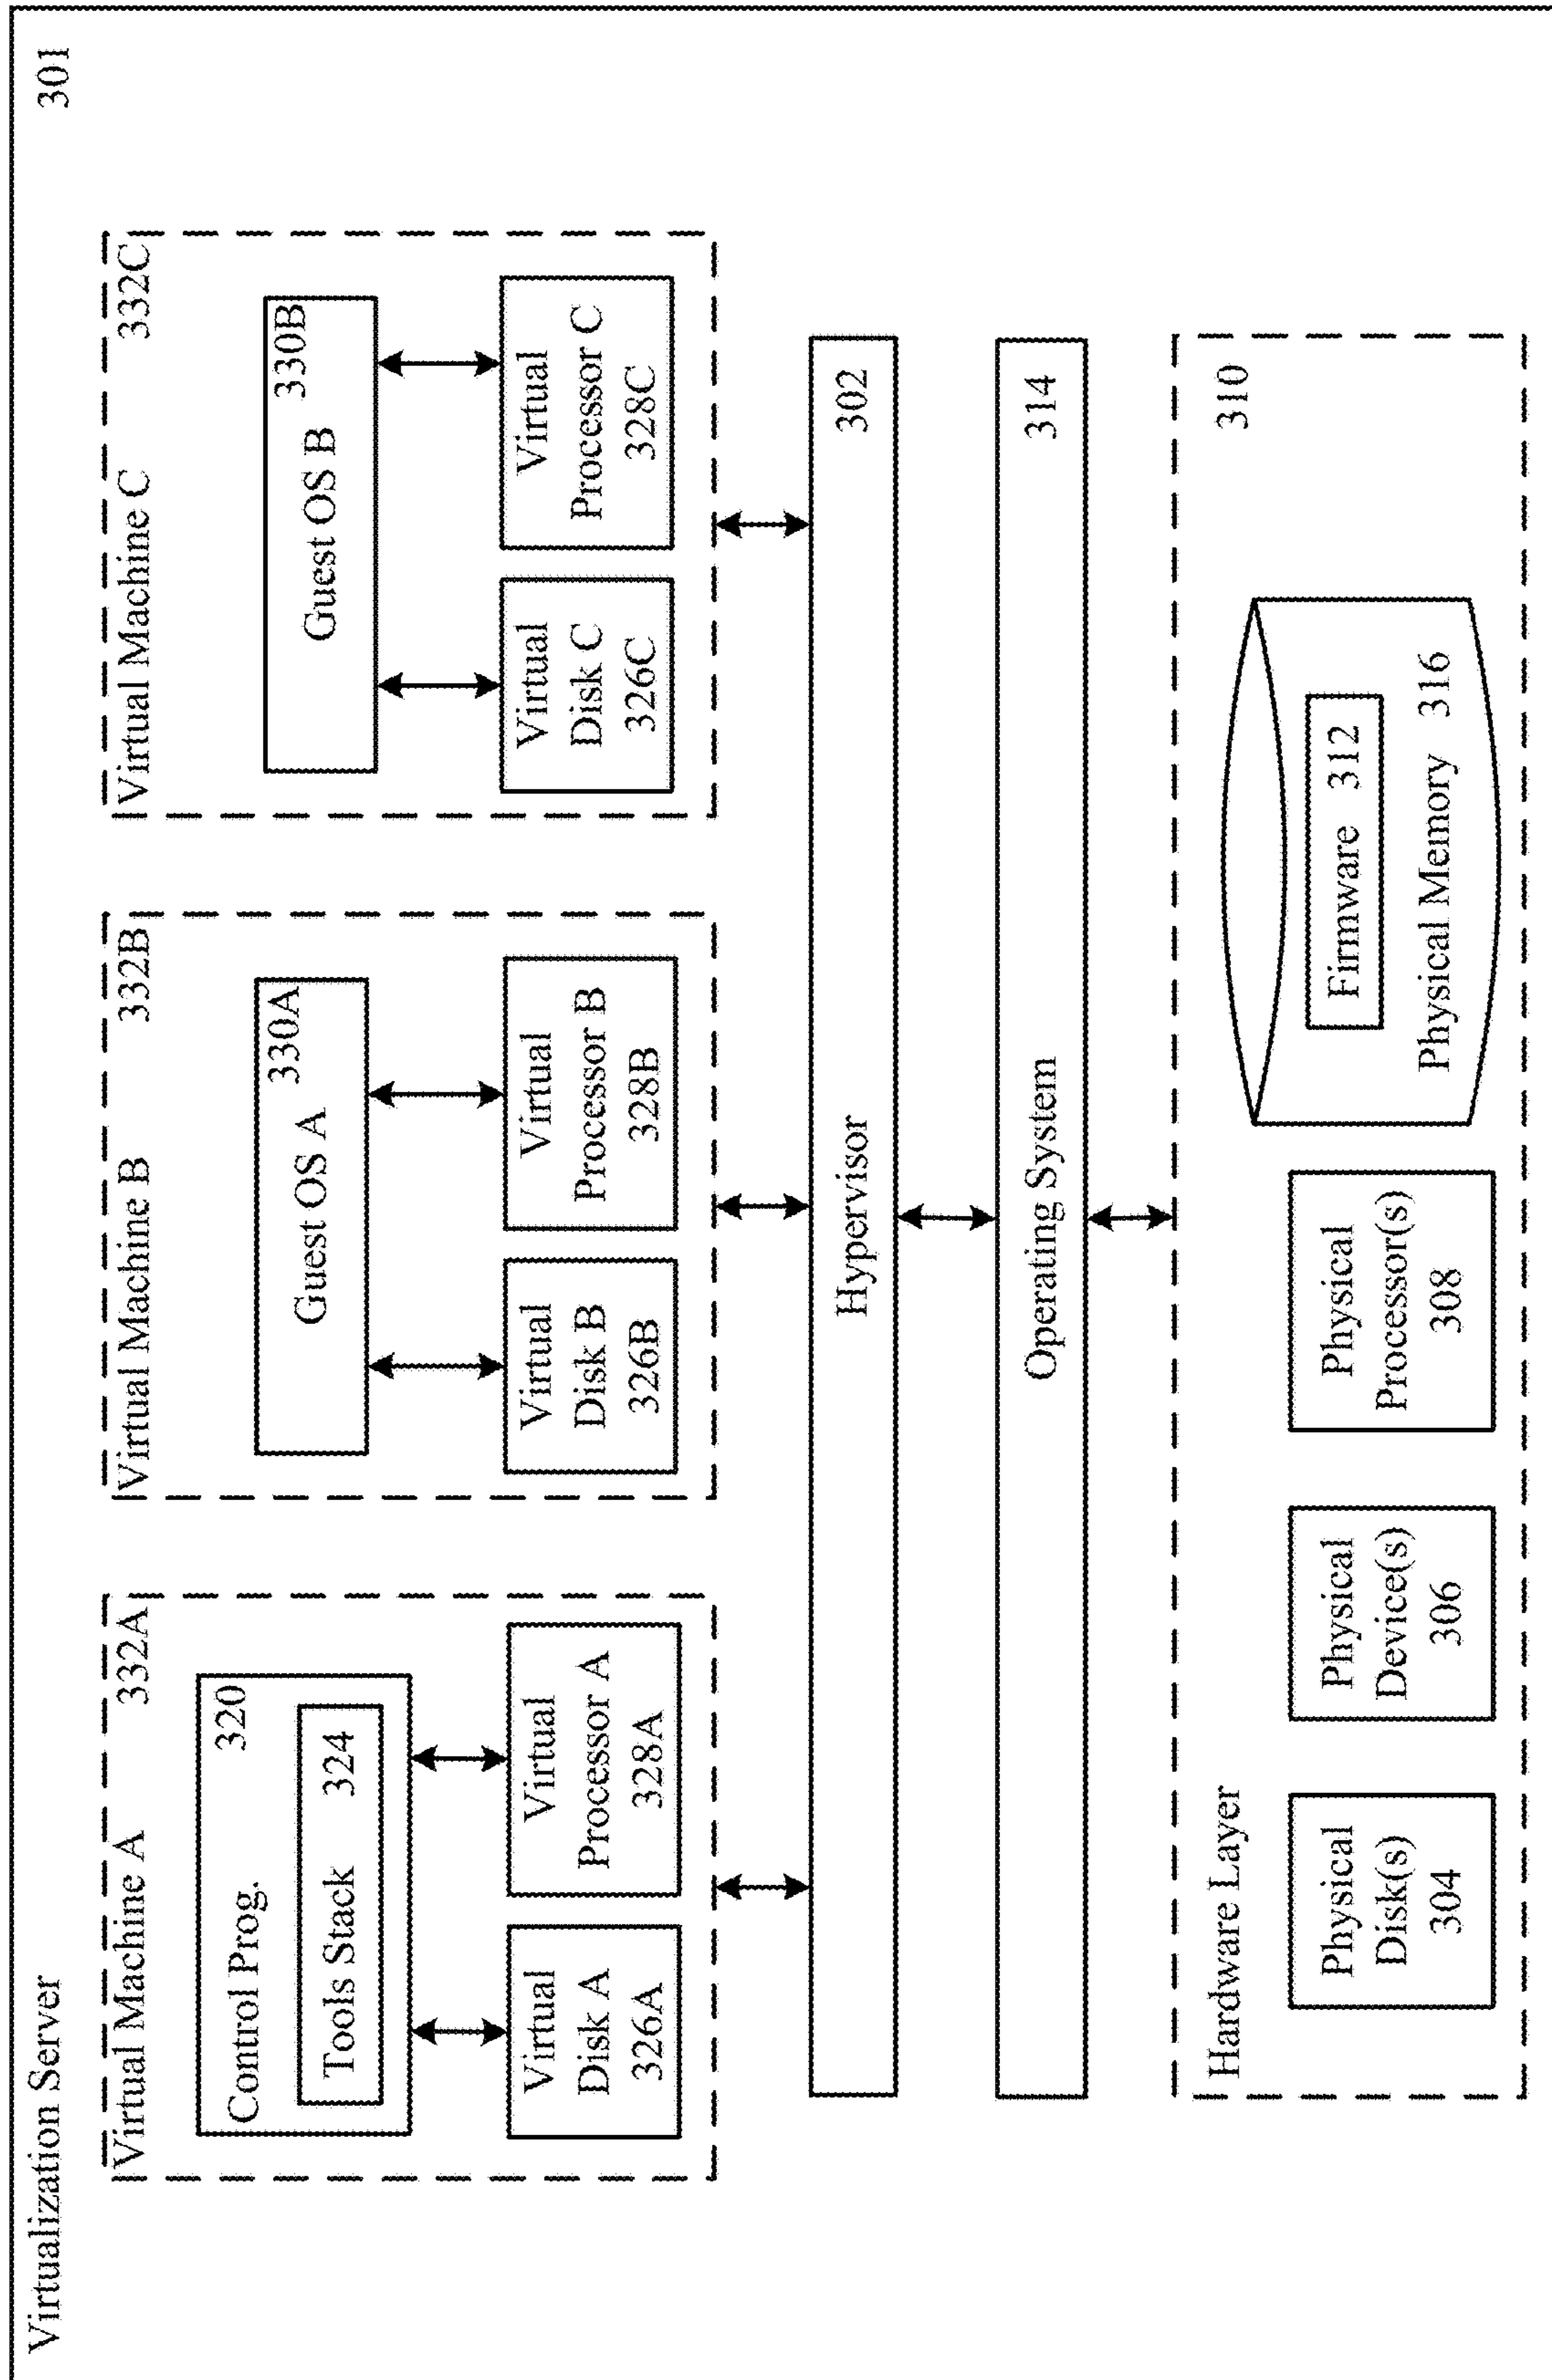 Virtualization Server
301
Virtual Machine A
332A
Control Prog.
320
Tools Stack 324
Virtual
Disk A
326A
Virtual
Processor A
328A
Virtual Machine B
332B
330A
Guest OS A
Virtual
Disk B
326B
Virtual
Processor B
328B
Virtual Machine C
332C
330B
Guest OS B
Virtual
Disk C
326C
Virtual
Processor C
328C
Hypervisor
302
Operating System
314
Hardware Layer
310
Physical
Disk(s)
304
Physical
Device(s)
306
Physical
Processor(s)
308
Firmware 312
Physical Memory 316